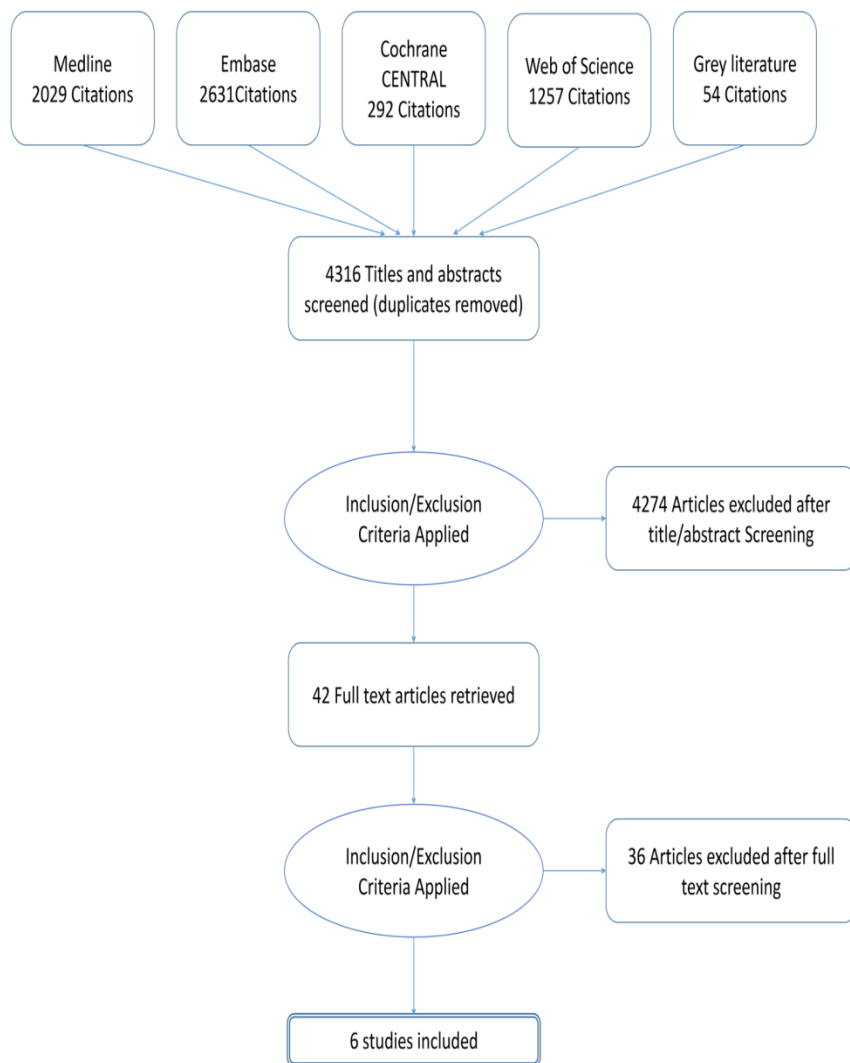 Medline
2029 Citations
Embase
2631Citations
Cochrane
CENTRAL
292 Citations
Web of Science
1257 Citations
Grey literature
54 Citations
4316 Titles and abstracts
screened (duplicates removed)
Inclusion/Exclusion
Criteria Applied
4274 Articles excluded after
title/abstract Screening
42 Full text articles retrieved
Inclusion/Exclusion
Criteria Applied
36 Articles excluded after full
text screening
6 studies included